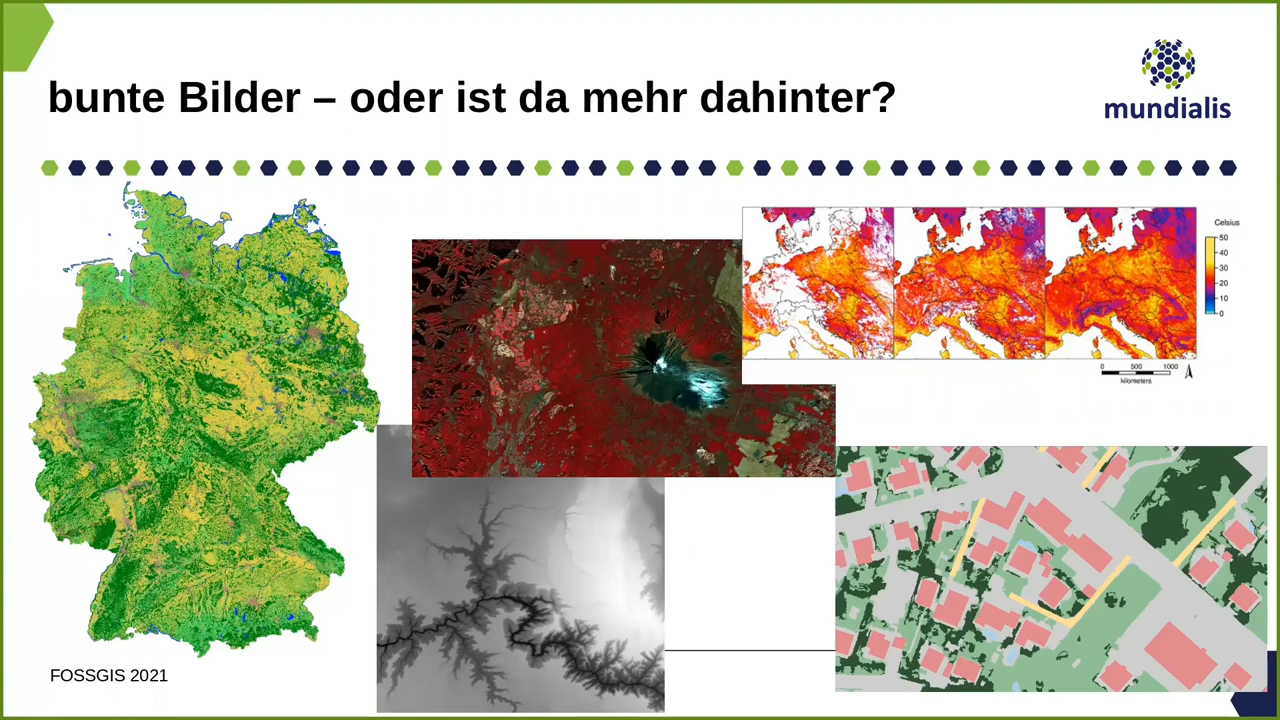 bunte Bilder – oder ist da mehr dahinter?
mundialis
Celsius
50
40
30
20
10
0
0 500 1000
kilometers
FOSSGIS 2021